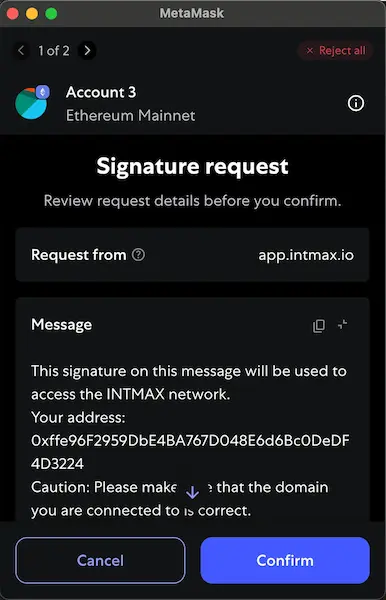 MetaMask
1 of 2
Reject all
Account 3
Ethereum Mainnet
Signature request
Review request details before you confirm.
Request from
app.intmax.io
Message
This signature on this message will be used to
access the INTMAX network.
Your address:
0xffe96F2959DbE4BA767D048E6d6Bc0DeDF
4D3224
Caution: Please make that the domain
you are connected to is correct.
Cancel
Confirm